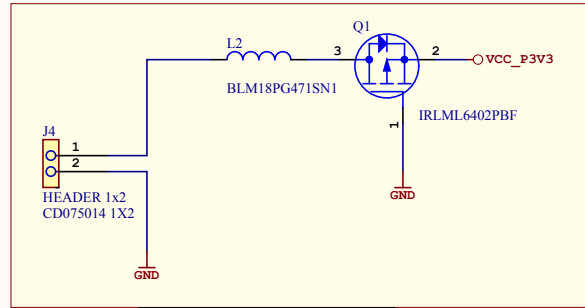 Q1
L2
3
2
VCC_P3V3
BLM18PG471SN1
IRLML6402PBF
1
J4
1
2
HEADER 1x2
CD075014 1X2
GND
GND